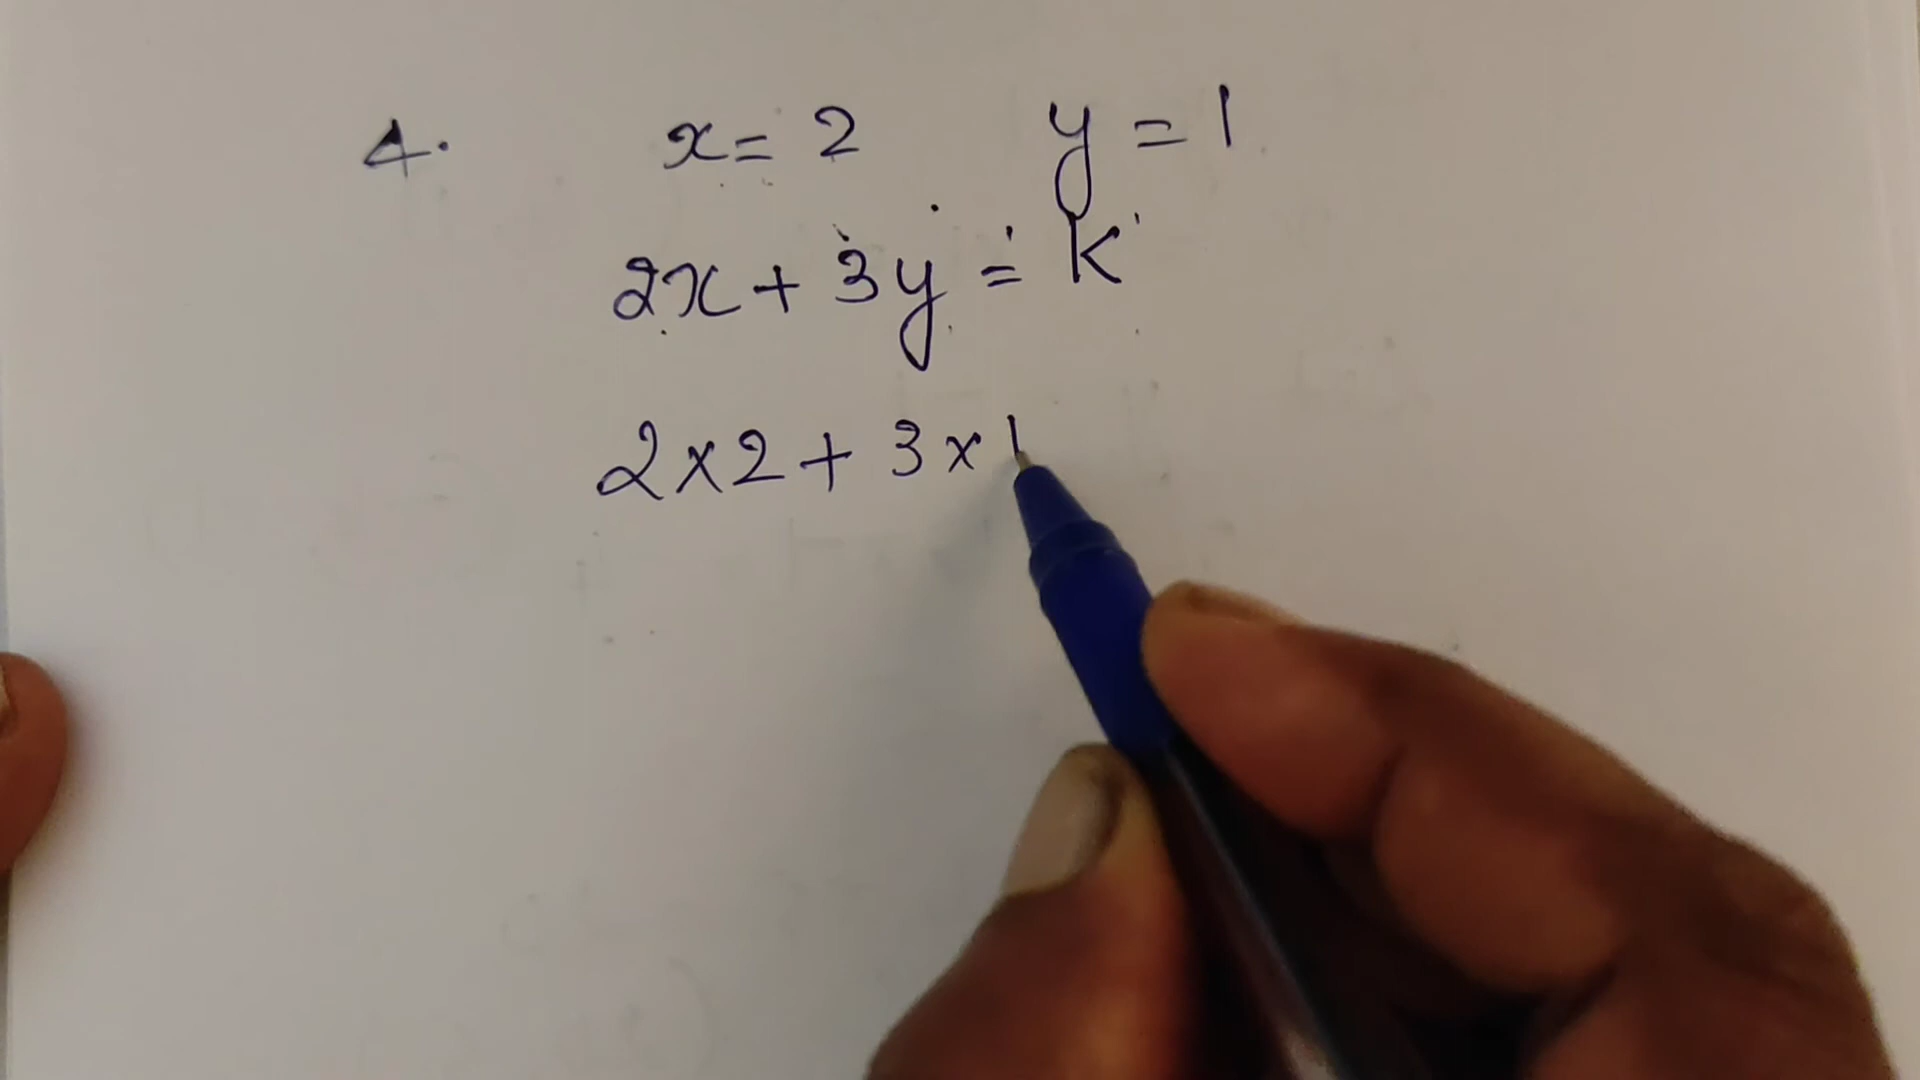 4. x = 2 y = 1
2x + 3y = K
2 × 2 + 3 × 1